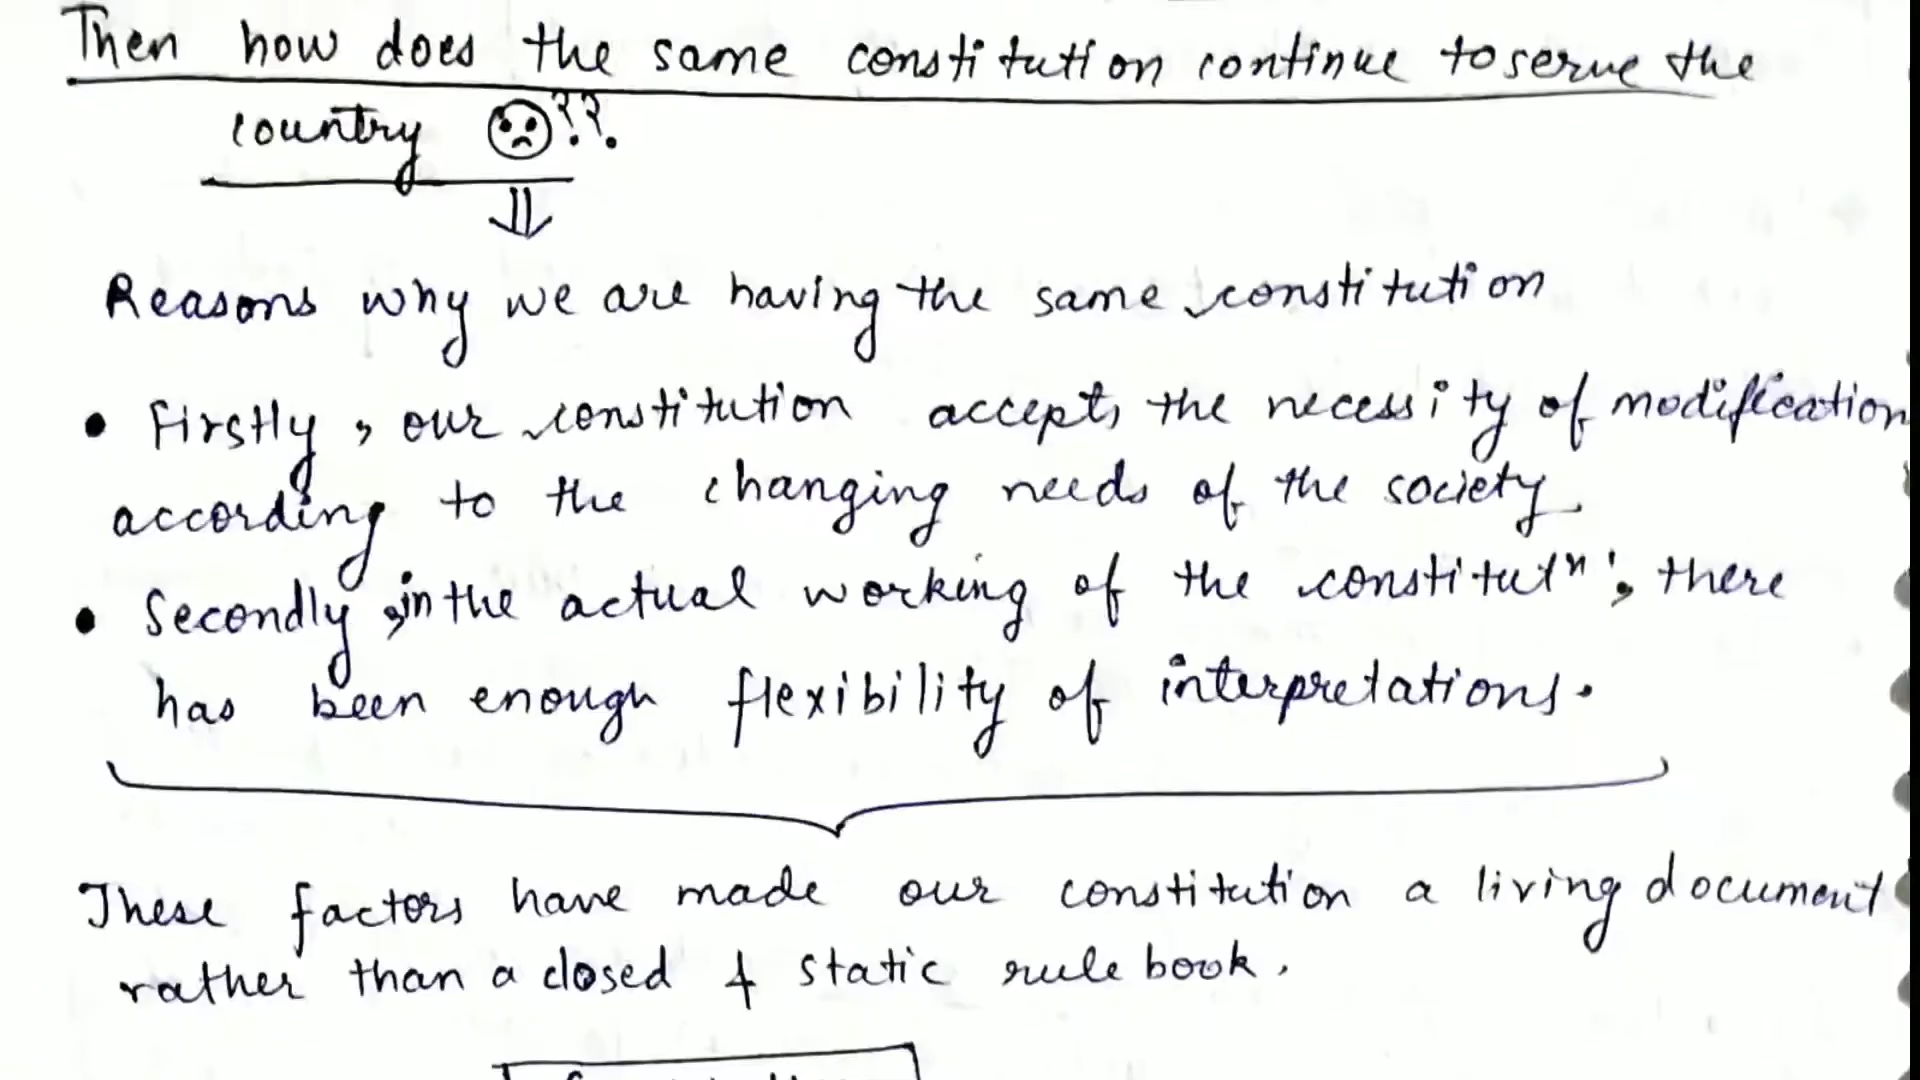 Then how does the same constitution continue to serve the
country ??.
Reasons why we are having the same constitution
• Firstly, our constitution accepts the necessity of modification
according to the changing needs of the society.
• Secondly, in the actual working of the constitutⁿ, there
has been enough flexibility of interpretations.
These factors have made our constitution a living document
rather than a closed & static rule book.